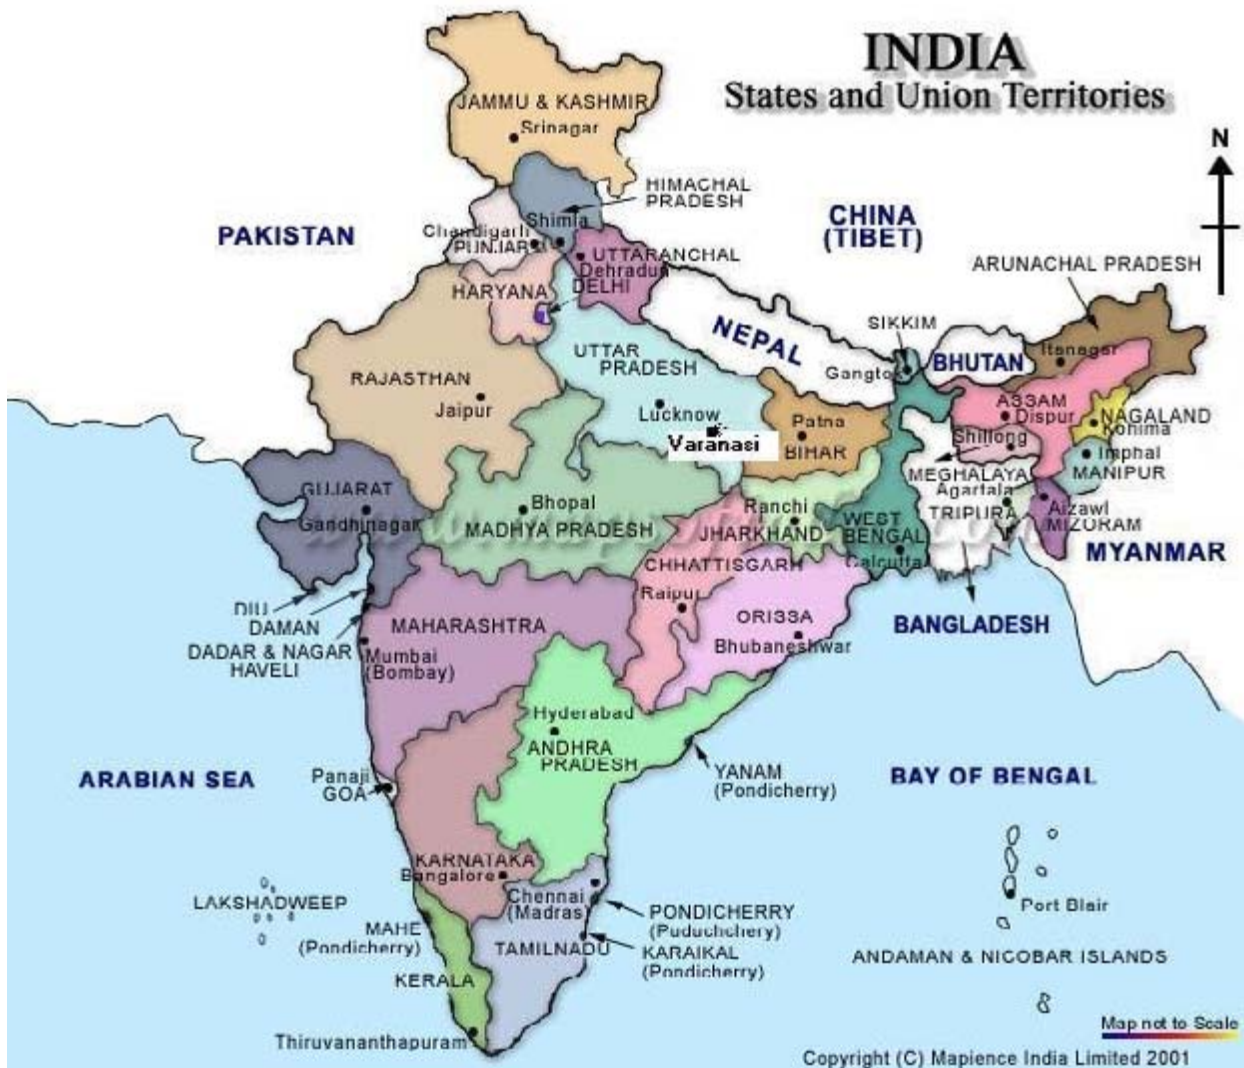 INDIA
States and Union Territories
N
JAMMU & KASHMIR
Srinagar
HIMACHAL
PRADESH
Shimla
PAKISTAN
CHINA
(TIBET)
Chandigarh
PUNJAB
UTTARANCHAL
Dehradun
DELHI
HARYANA
ARUNACHAL PRADESH
SIKKIM
NEPAL
BHUTAN
Itanagar
Gangtok
UTTAR
PRADESH
RAJASTHAN
Jaipur
Lucknow
Varanasi
Patna
BIHAR
ASSAM
Dispur
NAGALAND
Kohima
Shillong
Imphal
MANIPUR
MEGHALAYA
Agartala
TRIPURA
Aizawl
MIZORAM
GUJARAT
Gandhinagar
Bhopal
MADHYA PRADESH
Ranchi
JHARKHAND
WEST
BENGAL
Calcutta
MYANMAR
CHHATTISGARH
Raipur
DIU
DAMAN
DADAR & NAGAR
HAVELI
MAHARASHTRA
Mumbai
(Bombay)
ORISSA
Bhubaneshwar
BANGLADESH
Hyderabad
ANDHRA
PRADESH
ARABIAN SEA
Panaji
GOA
YANAM
(Pondicherry)
BAY OF BENGAL
KARNATAKA
Bangalore
LAKSHADWEEP
Chennai
(Madras)
PONDICHERRY
(Puduchchery)
Port Blair
MAHE
(Pondicherry)
TAMILNADU
KARAIKAL
(Pondicherry)
ANDAMAN & NICOBAR ISLANDS
KERALA
Thiruvananthapuram
Map not to Scale
Copyright (C) Mapience India Limited 2001